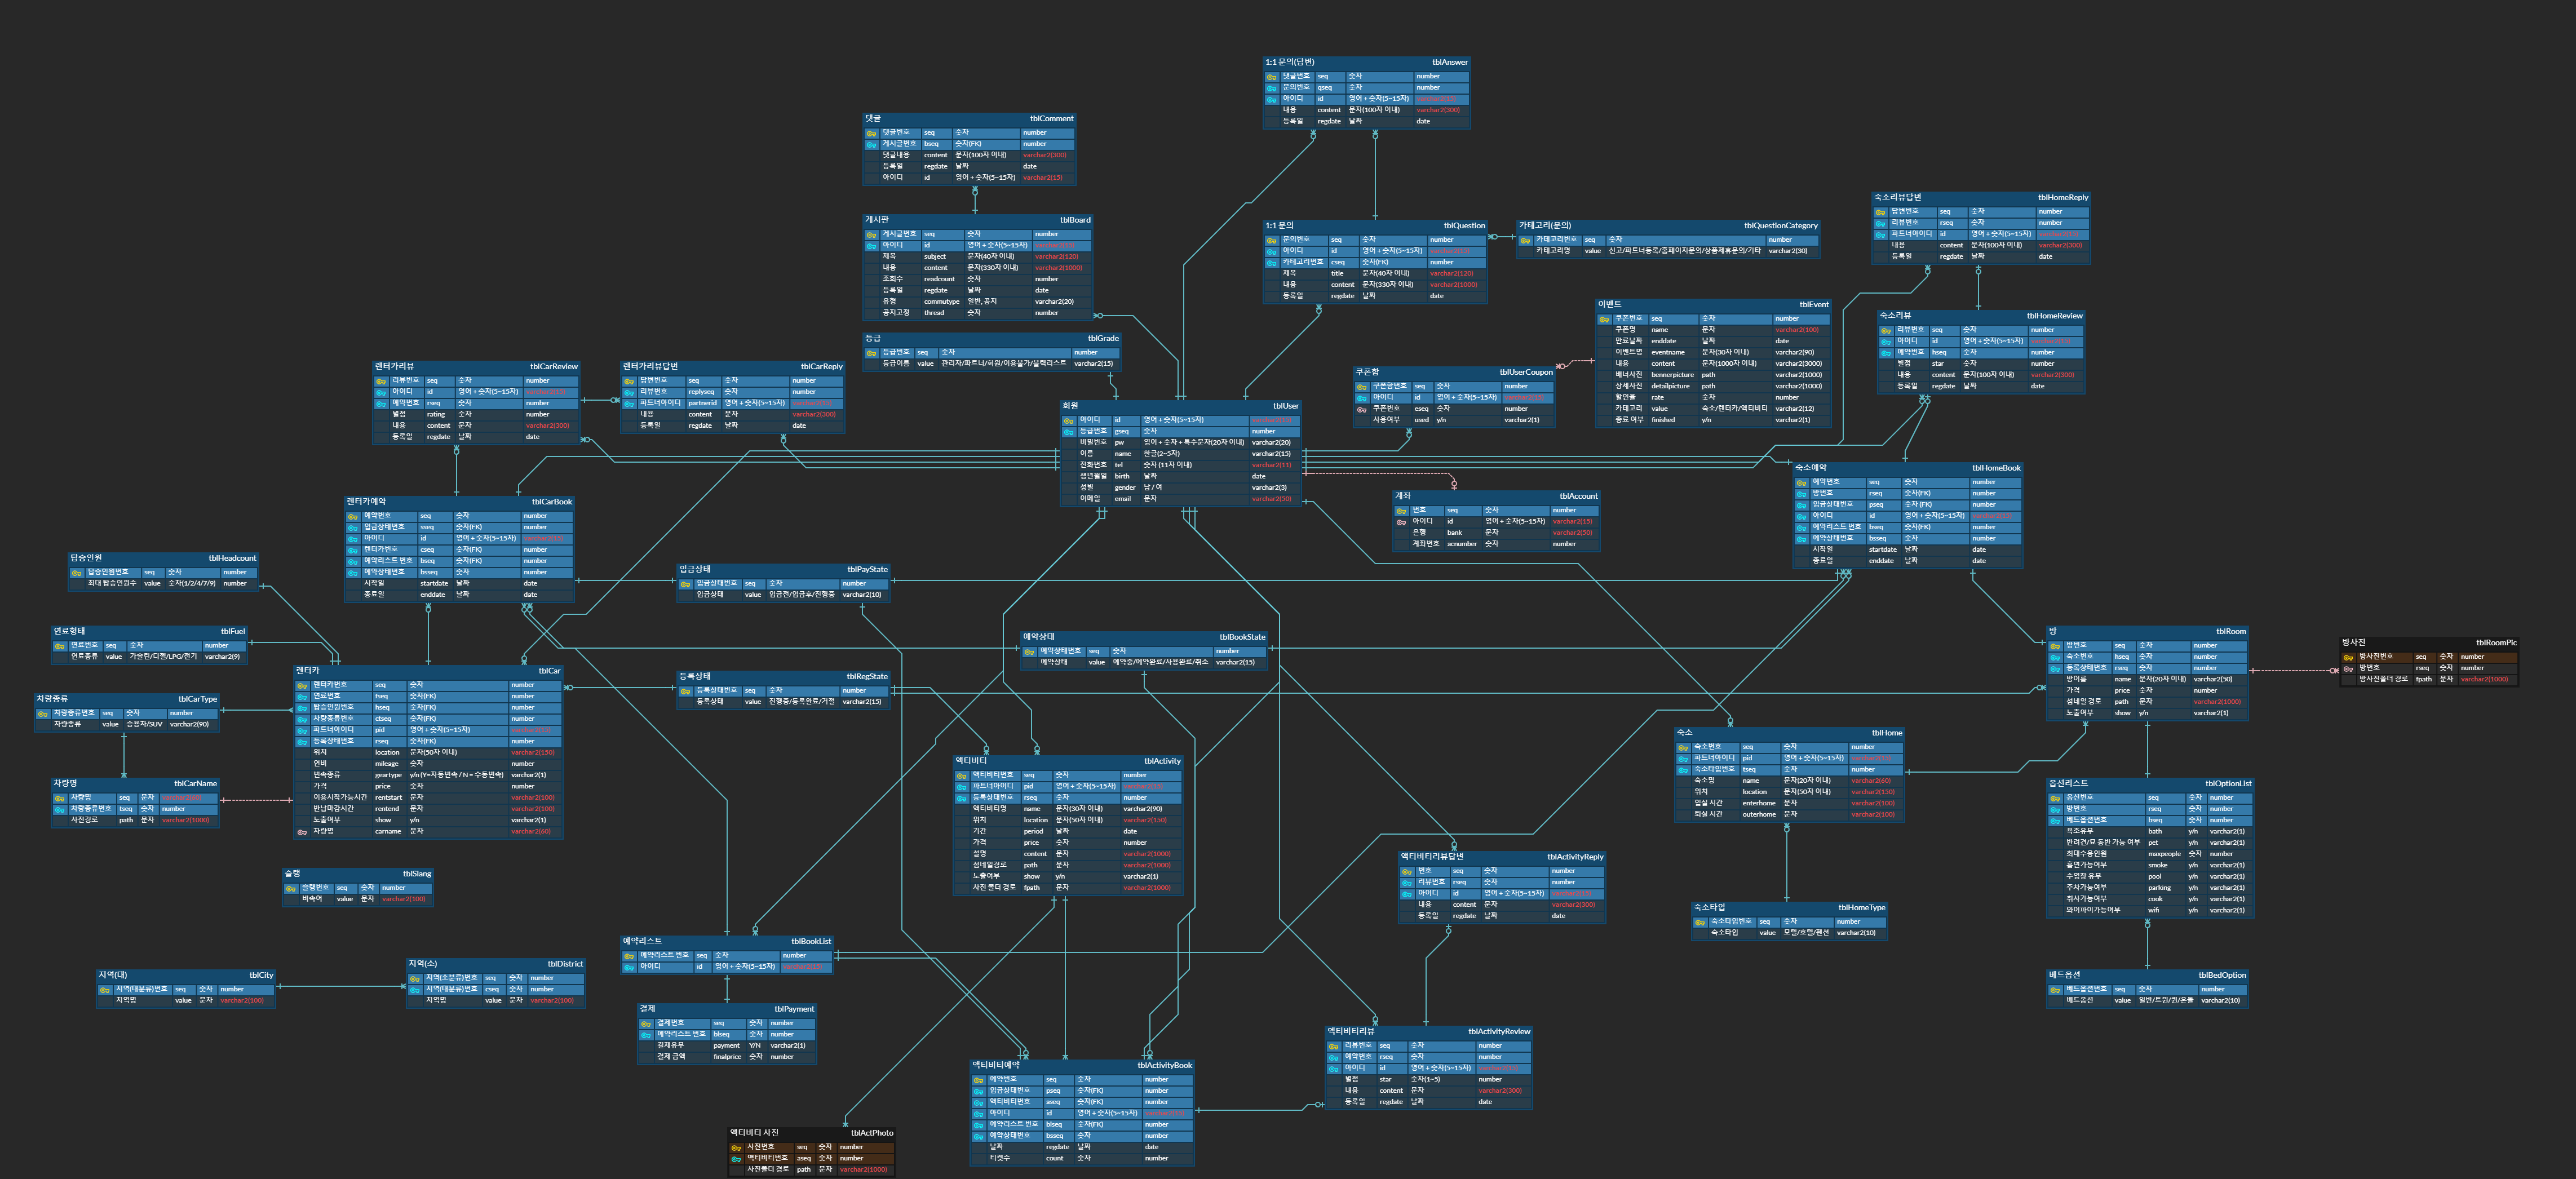 1:1 문의(답변) tblAnswer
댓글번호 seq 숫자 number
문의번호 qseq 숫자 number
아이디 id 영어 + 숫자(5~15자)
내용 content 문자(100자 이내) varchar2(300)
등록일 regdate 날짜 date
댓글 tblComment
댓글번호 seq 숫자 number
게시글번호 bseq 숫자(FK) number
댓글내용 content 문자(100자 이내) varchar2(300)
등록일 regdate 날짜 date
아이디 id 영어 + 숫자(5~15자) varchar2(15)
게시판 tblBoard
게시글번호 seq 숫자 number
아이디 id 영어 + 숫자(5~15자)
제목 subject 문자(40자 이내) varchar2(120)
내용 content 문자(330자 이내) varchar2(1000)
조회수 readcount 숫자 number
등록일 regdate 날짜 date
유형 commutype 일반, 공지 varchar2(20)
공지고정 thread 숫자 number
1:1 문의 tblQuestion
문의번호 seq 숫자 number
아이디 id 영어 + 숫자(5~15자)
카테고리번호 cseq 숫자(FK) number
제목 title 문자(40자 이내) varchar2(120)
내용 content 문자(330자 이내) varchar2(1000)
등록일 regdate 날짜 date
카테고리(문의) tblQuestionCategory
카테고리번호 seq 숫자 number
카테고리명 value 신고/파트너등록/홈페이지문의/상품제휴문의/기타 varchar2(30)
숙소리뷰답변 tblHomeReply
답변번호 seq 숫자 number
리뷰번호 rseq 숫자 number
파트너아이디 id 영어 + 숫자(5~15자)
내용 content 문자(100자 이내) varchar2(300)
등록일 regdate 날짜 date
등급 tblGrade
등급번호 seq 숫자 number
등급이름 value 관리자/파트너/회원/이용불가/블랙리스트 varchar2(15)
이벤트 tblEvent
쿠폰번호 seq 숫자 number
쿠폰명 name 문자 varchar2(100)
만료날짜 enddate 날짜 date
이벤트명 eventname 문자(30자 이내) varchar2(90)
내용 content 문자(1000자 이내) varchar2(3000)
배너사진 bennerpicture path varchar2(1000)
상세사진 detailpicture path varchar2(1000)
할인율 rate 숫자 number
카테고리 value 숙소/렌터카/액티비티 varchar2(12)
종료 여부 finished y/n varchar2(1)
숙소리뷰 tblHomeReview
리뷰번호 seq 숫자 number
아이디 id 영어 + 숫자(5~15자)
예약번호 hseq 숫자 number
별점 star 숫자 number
내용 content 문자(100자 이내) varchar2(300)
등록일 regdate 날짜 date
렌터카리뷰 tblCarReview
리뷰번호 seq 숫자 number
아이디 id 영어 + 숫자(5~15자)
예약번호 rseq 숫자 number
별점 rating 숫자 number
내용 content 문자 varchar2(300)
등록일 regdate 날짜 date
렌터카리뷰답변 tblCarReply
답변번호 seq 숫자 number
리뷰번호 replyseq 숫자 number
파트너아이디 partnerid 영어 + 숫자(5~15자)
내용 content 문자 varchar2(300)
등록일 regdate 날짜 date
쿠폰함 tblUserCoupon
쿠폰함번호 seq 숫자 number
아이디 id 영어 + 숫자(5~15자)
쿠폰번호 eseq 숫자 number
사용여부 used y/n varchar2(1)
회원 tblUser
아이디 id 영어 + 숫자(5~15자)
등급번호 gseq 숫자 number
비밀번호 pw 영어 + 숫자 + 특수문자(20자 이내) varchar2(20)
이름 name 한글(2~5자) varchar2(15)
전화번호 tel 숫자 (11자 이내) varchar2(11)
생년월일 birth 날짜 date
성별 gender 남 / 여 varchar2(3)
이메일 email 문자 varchar2(50)
계좌 tblAccount
번호 seq 숫자 number
아이디 id 영어 + 숫자(5~15자) varchar2(15)
은행 bank 문자 varchar2(50)
계좌번호 acnumber 숫자 number
숙소예약 tblHomeBook
예약번호 seq 숫자 number
방번호 rseq 숫자(FK) number
입금상태번호 pseq 숫자 (FK) number
아이디 id 영어 + 숫자(5~15자)
예약리스트 번호 bseq 숫자(FK) number
예약상태번호 bsseq 숫자 number
시작일 startdate 날짜 date
종료일 enddate 날짜 date
렌터카예약 tblCarBook
예약번호 seq 숫자 number
입금상태번호 sseq 숫자(FK) number
아이디 id 영어 + 숫자(5~15자)
렌터카번호 cseq 숫자(FK) number
예약리스트 번호 bseq 숫자(FK) number
예약상태번호 bsseq 숫자(FK) number
시작일 startdate 날짜 date
종료일 enddate 날짜 date
탑승인원 tblHeadcount
탑승인원번호 seq 숫자 number
최대 탑승인원수 value 숫자(1/2/4/7/9) number
입금상태 tblPayState
입금상태번호 seq 숫자 number
입금상태 value 입금전/입금후/진행중 varchar2(10)
연료형태 tblFuel
연료번호 seq 숫자 number
연료종류 value 가솔린/디젤/LPG/전기 varchar2(9)
예약상태 tblBookState
예약상태번호 seq 숫자 number
예약상태 value 예약중/예약완료/사용완료/취소 varchar2(15)
방 tblRoom
방번호 seq 숫자 number
숙소번호 hseq 숫자 number
등록상태번호 rseq 숫자 number
방이름 name 문자(20자 이내) varchar2(50)
가격 price 숫자 number
섬네일 경로 path 문자 varchar2(1000)
노출여부 show y/n varchar2(1)
방사진 tblRoomPic
방사진번호 seq 숫자 number
방번호 rseq 숫자 number
방사진폴더 경로 fpath 문자 varchar2(1000)
렌터카 tblCar
렌터카번호 seq 숫자 number
연료번호 fseq 숫자(FK) number
탑승인원번호 hseq 숫자(FK) number
차량종류번호 ctseq 숫자(FK) number
파트너아이디 pid 영어 + 숫자(5~15자)
등록상태번호 rseq 숫자(FK) number
위치 location 문자(50자 이내) varchar2(150)
연비 mileage 숫자 number
변속종류 geartype y/n (Y=자동변속 / N = 수동변속) varchar2(1)
가격 price 숫자 number
이용시작가능시간 rentstart 문자 varchar2(100)
반납마감시간 rentend 문자 varchar2(100)
노출여부 show y/n varchar2(1)
차량명 carname 문자 varchar2(60)
등록상태 tblRegState
등록상태번호 seq 숫자 number
등록상태 value 진행중/등록완료/거절 varchar2(15)
차량종류 tblCarType
차량종류번호 seq 숫자 number
차량종류 value 승용차/SUV varchar2(90)
차량명 tblCarName
차량명 seq 문자
차량종류번호 tseq 숫자 number
사진경로 path 문자 varchar2(1000)
액티비티 tblActivity
액티비티번호 seq 숫자 number
파트너아이디 pid 영어 + 숫자(5~15자)
등록상태번호 rseq 숫자 number
액티비티명 name 문자(30자 이내) varchar2(90)
위치 location 문자(50자 이내) varchar2(150)
기간 period 날짜 date
가격 price 숫자 number
설명 content 문자 varchar2(1000)
섬네일경로 path 문자 varchar2(1000)
노출여부 show y/n varchar2(1)
사진 폴더 경로 fpath 문자 varchar2(1000)
숙소 tblHome
숙소번호 seq 숫자 number
파트너아이디 pid 영어 + 숫자(5~15자)
숙소타입번호 tseq 숫자 number
숙소명 name 문자(20자 이내) varchar2(60)
위치 location 문자(50자 이내) varchar2(150)
입실 시간 enterhome 문자 varchar2(100)
퇴실 시간 outerhome 문자 varchar2(100)
옵션리스트 tblOptionList
옵션번호 seq 숫자 number
방번호 rseq 숫자 number
베드옵션번호 bseq 숫자 number
욕조유무 bath y/n varchar2(1)
반려견/묘 동반 가능 여부 pet y/n varchar2(1)
최대수용인원 maxpeople 숫자 number
흡연가능여부 smoke y/n varchar2(1)
수영장 유무 pool y/n varchar2(1)
주차가능여부 parking y/n varchar2(1)
취사가능여부 cook y/n varchar2(1)
와이파이가능여부 wifi y/n varchar2(1)
슬랭 tblSlang
슬랭번호 seq 숫자 number
비속어 value 문자 varchar2(100)
액티비티리뷰답변 tblActivityReply
번호 seq 숫자 number
리뷰번호 rseq 숫자 number
아이디 id 영어 + 숫자(5~15자)
내용 content 문자 varchar2(300)
등록일 regdate 날짜 date
숙소타입 tblHomeType
숙소타입번호 seq 숫자 number
숙소타입 value 모텔/호텔/펜션 varchar2(10)
예약리스트 tblBookList
예약리스트 번호 seq 숫자 number
아이디 id 영어 + 숫자(5~15자)
지역(대) tblCity
지역(대분류)번호 seq 숫자 number
지역명 value 문자 varchar2(100)
지역(소) tblDistrict
지역(소분류)번호 seq 숫자 number
지역(대분류)번호 cseq 숫자 number
지역명 value 문자 varchar2(100)
베드옵션 tblBedOption
베드옵션번호 seq 숫자 number
베드옵션 value 일반/트윈/퀸/온돌 varchar2(10)
결제 tblPayment
결제번호 seq 숫자 number
예약리스트 번호 blseq 숫자 number
결제유무 payment Y/N varchar2(1)
결제 금액 finalprice 숫자 number
액티비티리뷰 tblActivityReview
리뷰번호 seq 숫자 number
예약번호 rseq 숫자 number
아이디 id 영어 + 숫자(5~15자)
별점 star 숫자(1~5) number
내용 content 문자 varchar2(300)
등록일 regdate 날짜 date
액티비티예약 tblActivityBook
예약번호 seq 숫자 number
입금상태번호 pseq 숫자(FK) number
액티비티번호 aseq 숫자(FK) number
아이디 id 영어 + 숫자(5~15자)
예약리스트 번호 blseq 숫자(FK) number
예약상태번호 bsseq 숫자 number
날짜 regdate 날짜 date
티켓수 count 숫자 number
액티비티 사진 tblActPhoto
사진번호 seq 숫자 number
액티비티번호 aseq 숫자 number
사진폴더 경로 path 문자 varchar2(1000)